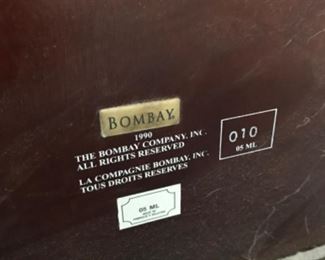 BOMBAY
1990
THE BOMBAY COMPANY, INC.
ALL RIGHTS RESERVED
LA COMPAGNIE BOMBAY, INC.
TOUS DROITS RESERVES
010
05 ML
05 ML